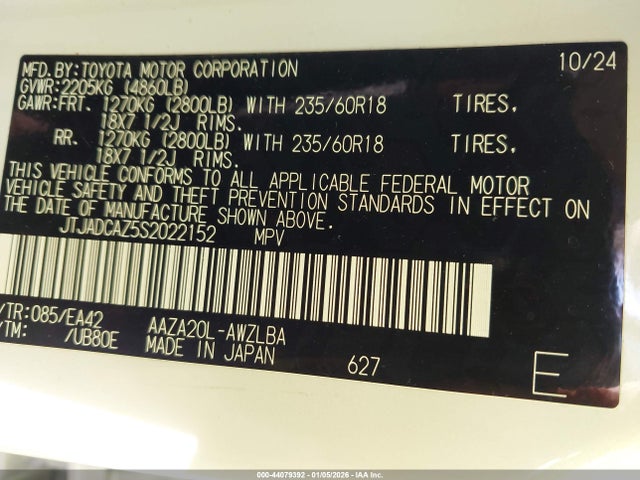 MFD.BY:TOYOTA MOTOR CORPORATION 10/24
GVWR:2205KG (4860LB)
GAWR:FRT. 1270KG (2800LB) WITH 235/60R18 TIRES,
18X7 1/2J RIMS.
RR. 1270KG (2800LB) WITH 235/60R18 TIRES,
18X7 1/2J RIMS.
THIS VEHICLE CONFORMS TO ALL APPLICABLE FEDERAL MOTOR
VEHICLE SAFETY AND THEFT PREVENTION STANDARDS IN EFFECT ON
THE DATE OF MANUFACTURE SHOWN ABOVE.
JTJADCAZ5S2022152 MPV
/TR:085/EA42 AAZA20L-AWZLBA
/TM: /UB80E MADE IN JAPAN 627 E
000-44079392 | 01/05/2026 | IAA Inc.